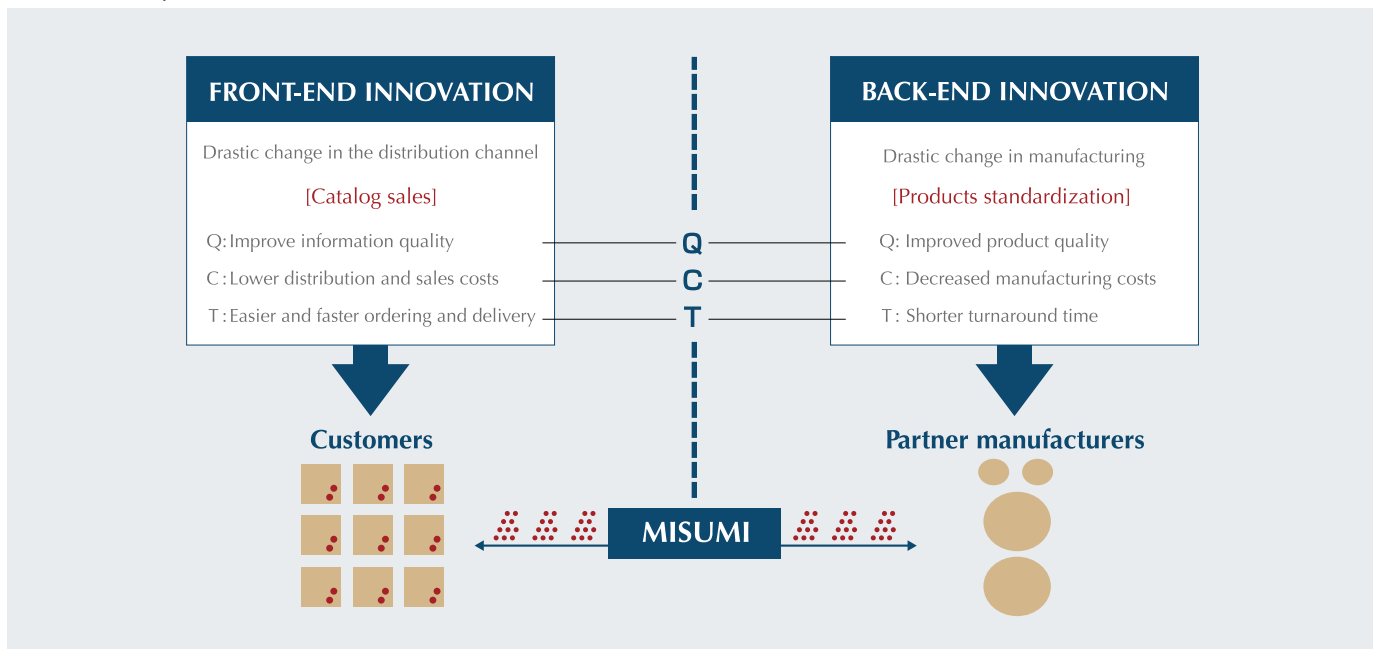 FRONT-END INNOVATION
Drastic change in the distribution channel
[Catalog sales]
Q: Improve information quality
C: Lower distribution and sales costs
T: Easier and faster ordering and delivery
Q
C
T
BACK-END INNOVATION
Drastic change in manufacturing
[Products standardization]
Q: Improved product quality
C: Decreased manufacturing costs
T: Shorter turnaround time
Customers
Partner manufacturers
MISUMI